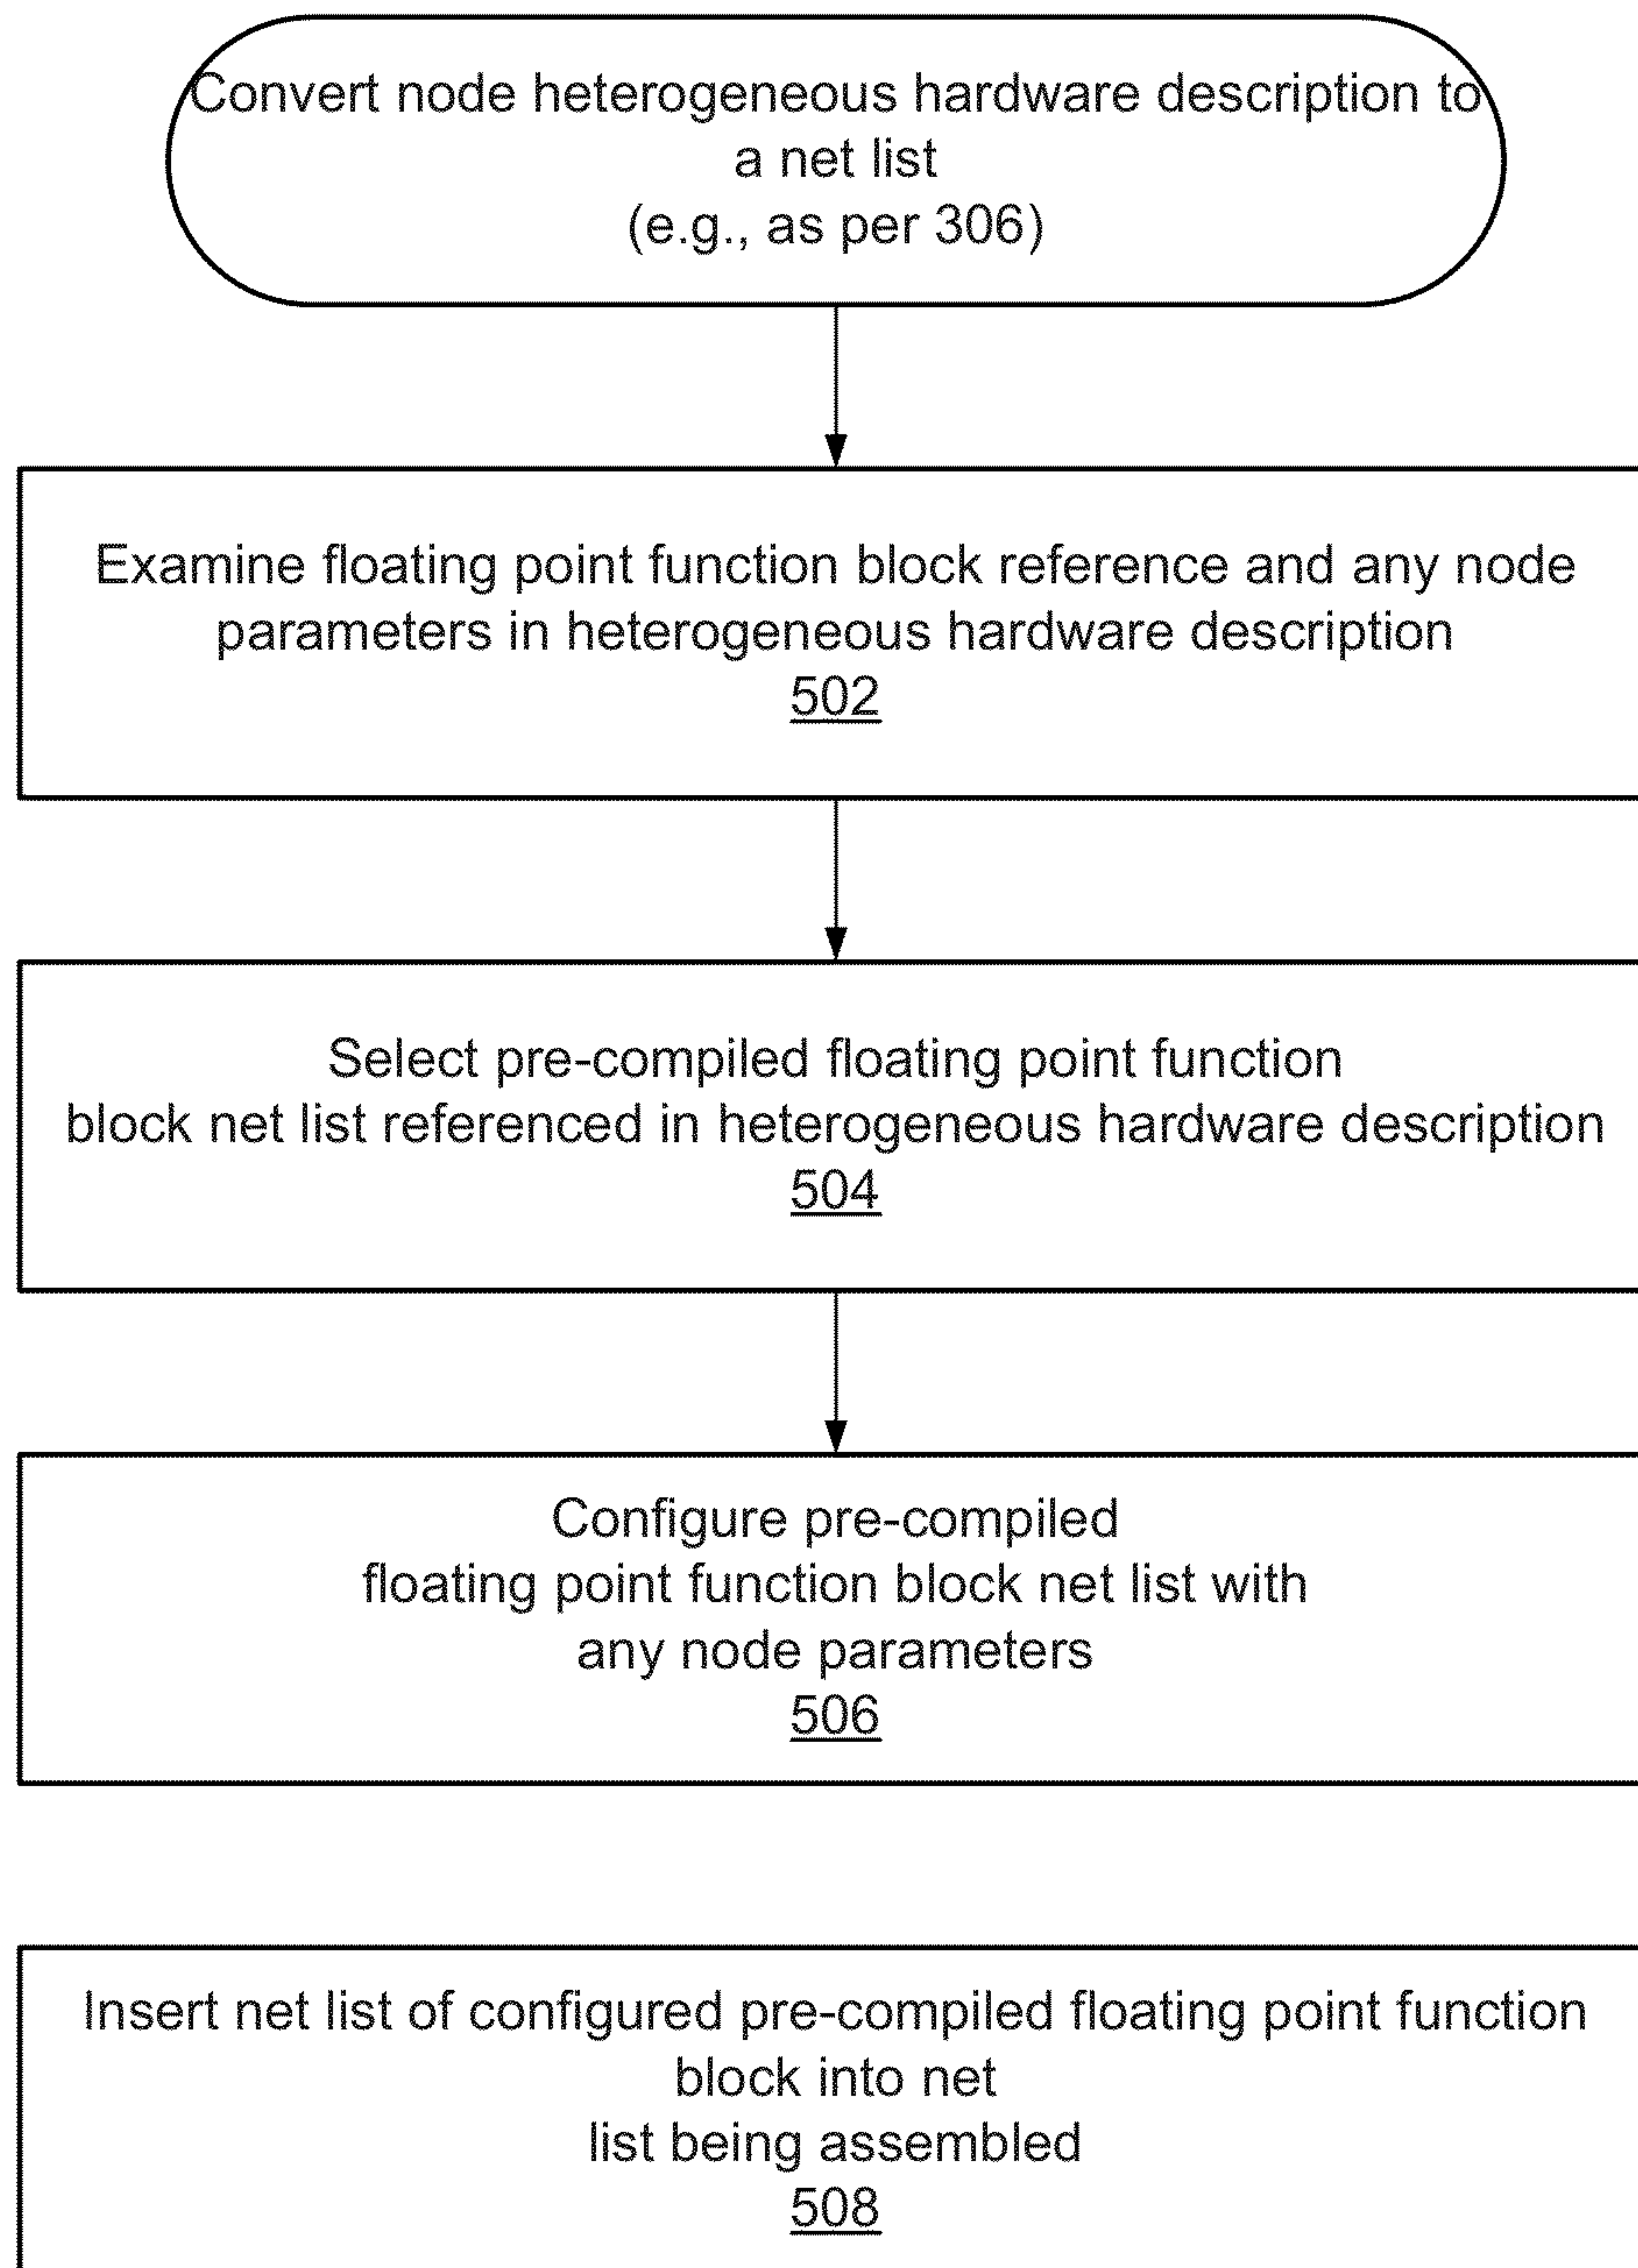 Convert node heterogeneous hardware description to
a net list
(e.g., as per 306)
Examine floating point function block reference and any node
parameters in heterogeneous hardware description
502
Select pre-compiled floating point function
block net list referenced in heterogeneous hardware description
504
Configure pre-compiled
floating point function block net list with
any node parameters
506
Insert net list of configured pre-compiled floating point function
block into net
list being assembled
508